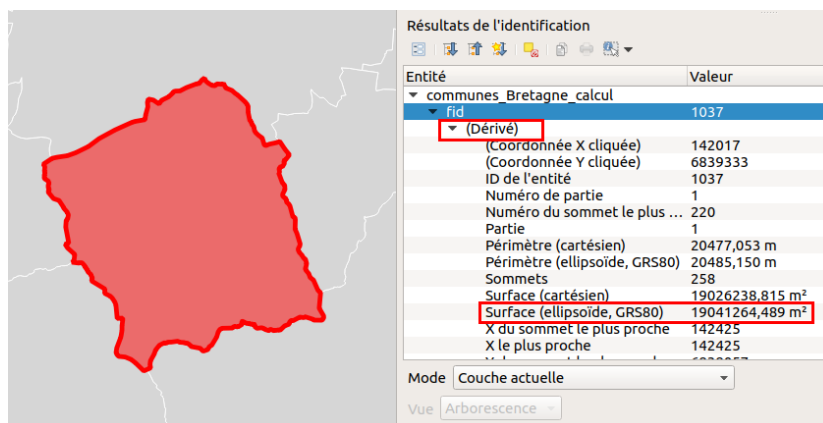 Résultats de l'identification
Entité Valeur
communes_Bretagne_calcul
fid 1037
(Dérivé)
(Coordonnée X cliquée) 142017
(Coordonnée Y cliquée) 6839333
ID de l'entité 1037
Numéro de partie 1
Numéro du sommet le plus ... 220
Partie 1
Périmètre (cartésien) 20477,053 m
Périmètre (ellipsoïde, GRS80) 20485,150 m
Sommets 258
Surface (cartésien) 19026238,815 m²
Surface (ellipsoïde, GRS80) 19041264,489 m²
X du sommet le plus proche 142425
X le plus proche 142425
Mode Couche actuelle
Vue Arborescence